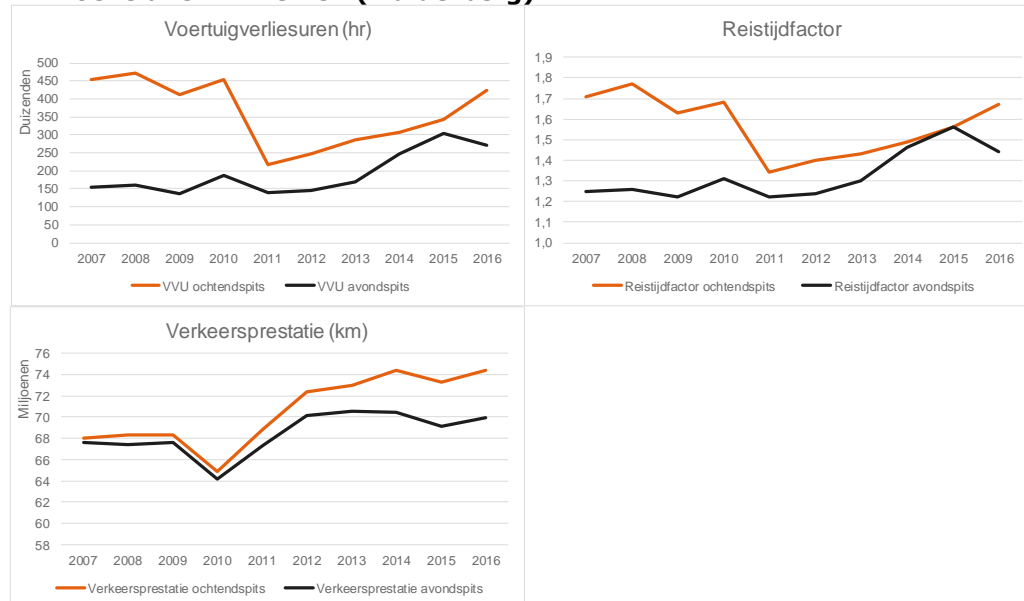 Voertuigverliesuren (hr)
Duizenden
500
450
400
350
300
250
200
150
100
50
0
2007 2008 2009 2010 2011 2012 2013 2014 2015 2016
VVU ochtendspits VVU avondspits
Reistijdfactor
1,9
1,8
1,7
1,6
1,5
1,4
1,3
1,2
1,1
1,0
2007 2008 2009 2010 2011 2012 2013 2014 2015 2016
Reistijdfactor ochtendspits Reistijdfactor avondspits
Verkeersprestatie (km)
Miljoenen
76
74
72
70
68
66
64
62
60
58
2007 2008 2009 2010 2011 2012 2013 2014 2015 2016
Verkeersprestatie ochtendspits Verkeersprestatie avondspits